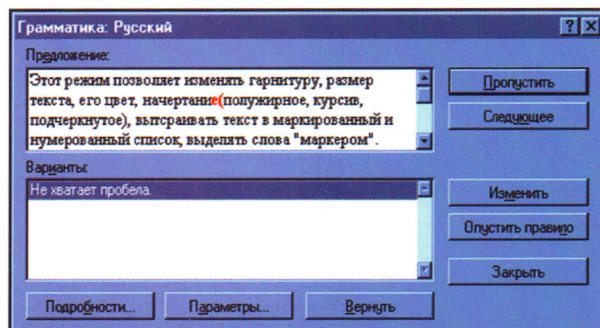 Грамматика: Русский
Предложение:
Этот режим позволяет изменять гарнитуру, размер
текста, его цвет, начертание(полужирное, курсив,
подчеркнутое), вытсраивать текст в маркированный и
нумерованный список, выделять слова "маркером".
Пропустить
Следующее
Варианты:
Не хватает пробела.
Изменить
Опустить правило
Закрыть
Подробности... Параметры... Вернуть